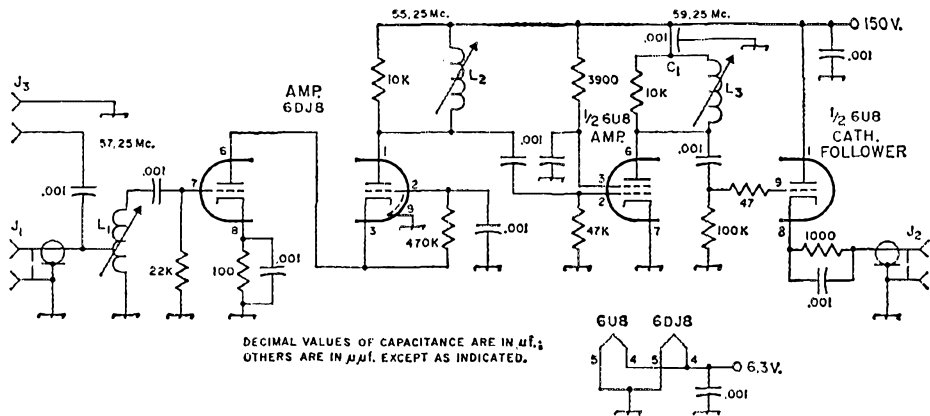 55.25 Mc.
59.25 Mc.
150 V.
.001
C1
.001
J3
AMP.
6DJ8
10K
L2
3900
10K
L3
1/2 6U8
AMP.
1/2 6U8
CATH.
FOLLOWER
57.25 Mc.
6
1
.001
.001
6
.001
1
.001
.001
7
2
3
2
9
47
9
J1
L1
8
3
470K
.001
47K
7
100K
8
1000
J2
22K
100
.001
.001
DECIMAL VALUES OF CAPACITANCE ARE IN μf.;
OTHERS ARE IN μμf. EXCEPT AS INDICATED.
6U8
6DJ8
5
4
5
4
6.3V.
.001